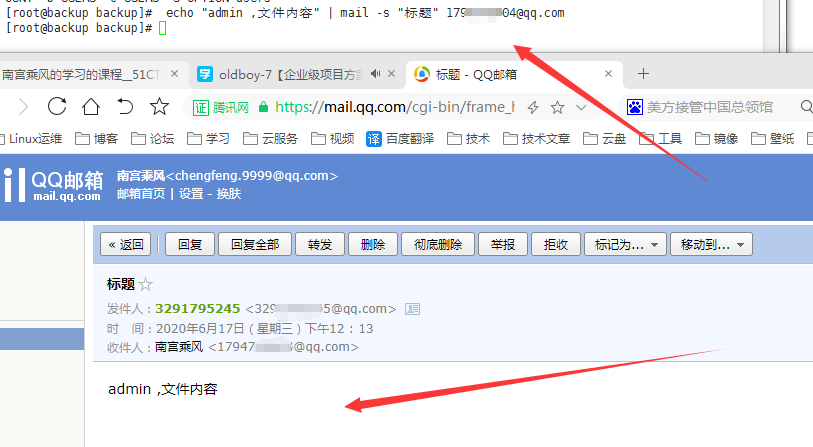 [root@backup backup]#  echo "admin ,文件内容" | mail -s "标题" 179 04@qq.com
[root@backup backup]#
南宫乘风的学习的课程__51CT
oldboy-7【企业级项目方案
标题 - QQ邮箱
证 腾讯网 https://mail.qq.com/cgi-bin/frame_h
美方接管中国总领馆
Linux运维 博客 论坛 学习 云服务 视频 译 百度翻译 技术 技术文章 云盘 工具 镜像 壁纸
QQ邮箱
mail.qq.com
南宫乘风<chengfeng.9999@qq.com>
邮箱首页 | 设置 - 换肤
« 返回 回复 回复全部 转发 删除 彻底删除 举报 拒收 标记为... 移动到...
标题
发件人：3291795245 <329 5@qq.com>
时 间：2020年6月17日（星期三）下午12：13
收件人：南宫乘风 <17947 @qq.com>
admin ,文件内容